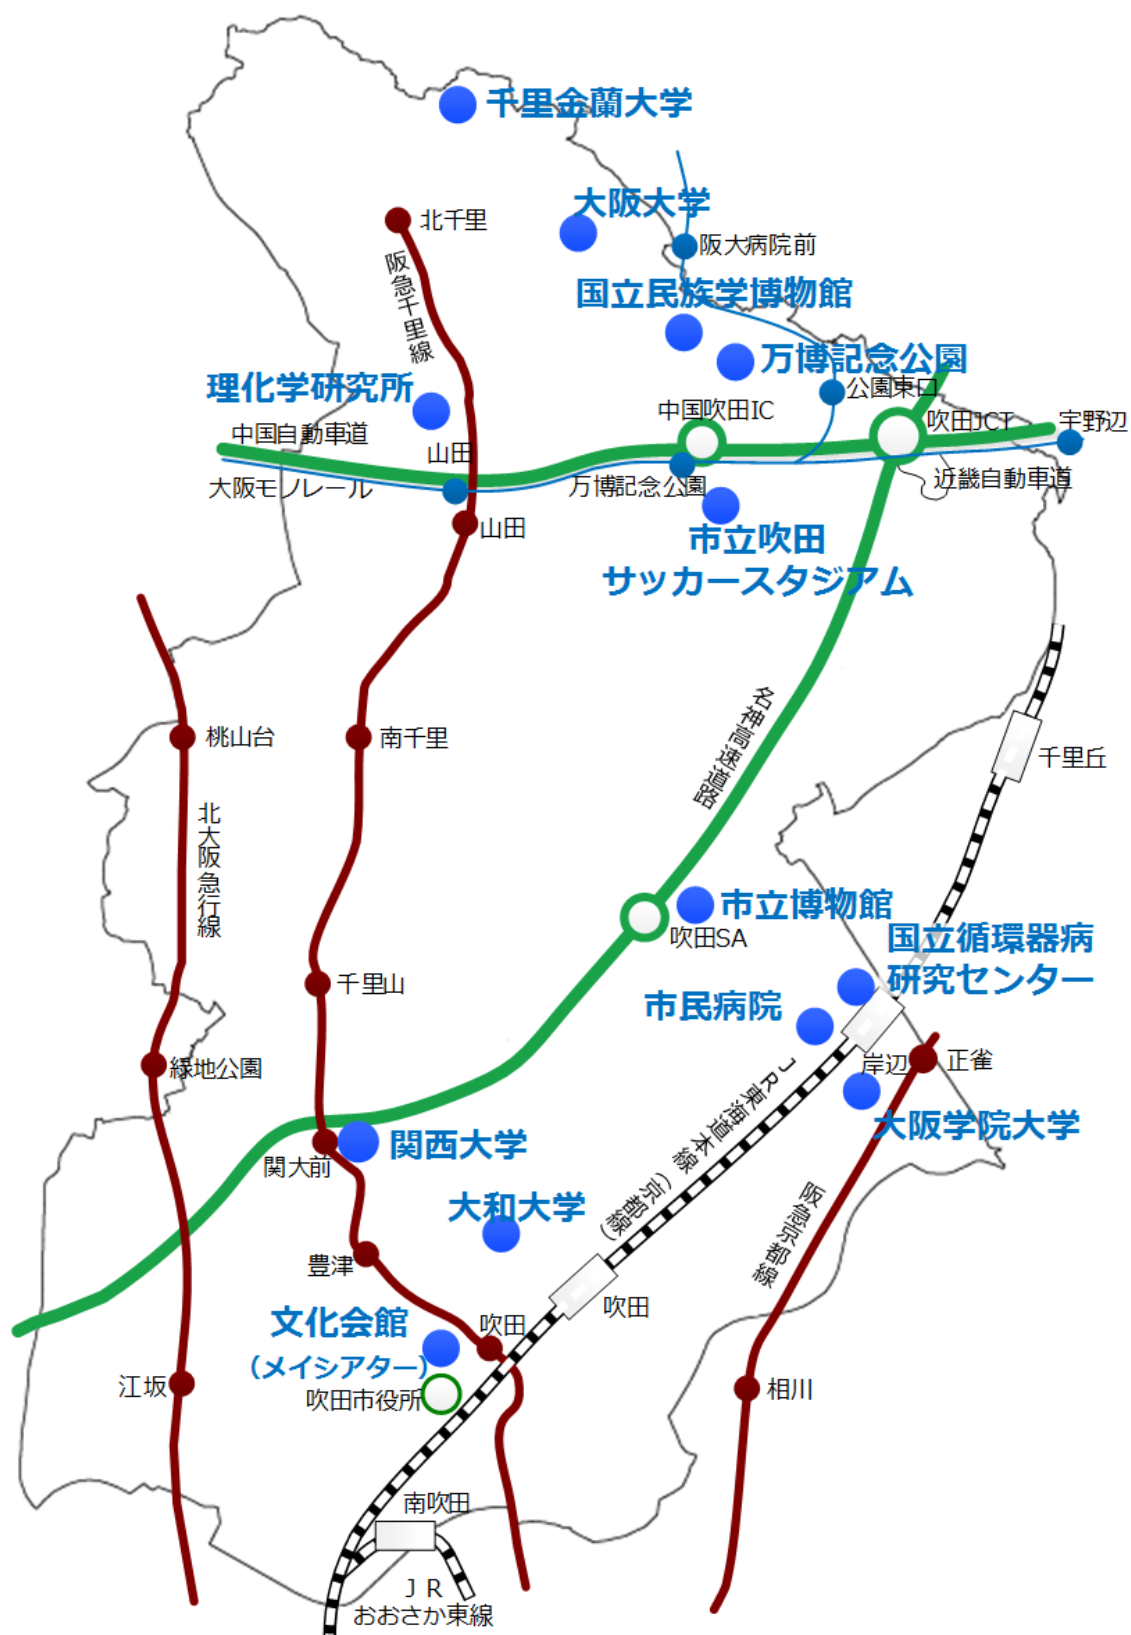 千里金蘭大学
大阪大学
北千里
阪大病院前
阪急千里線
国立民族学博物館
万博記念公園
理化学研究所
公園東口
中国吹田IC
吹田JCT
宇野辺
中国自動車道
山田
大阪モノレール
万博記念公園
近畿自動車道
山田
市立吹田
サッカースタジアム
名神高速道路
桃山台
南千里
千里丘
北大阪急行線
市立博物館
吹田SA
国立循環器病
研究センター
千里山
市民病院
緑地公園
岸辺
正雀
JR東海道本線(京都線)
大阪学院大学
関西大学
関大前
大和大学
阪急京都線
豊津
吹田
文化会館
吹田
(メイシアター)
江坂
吹田市役所
相川
南吹田
JR
おおさか東線